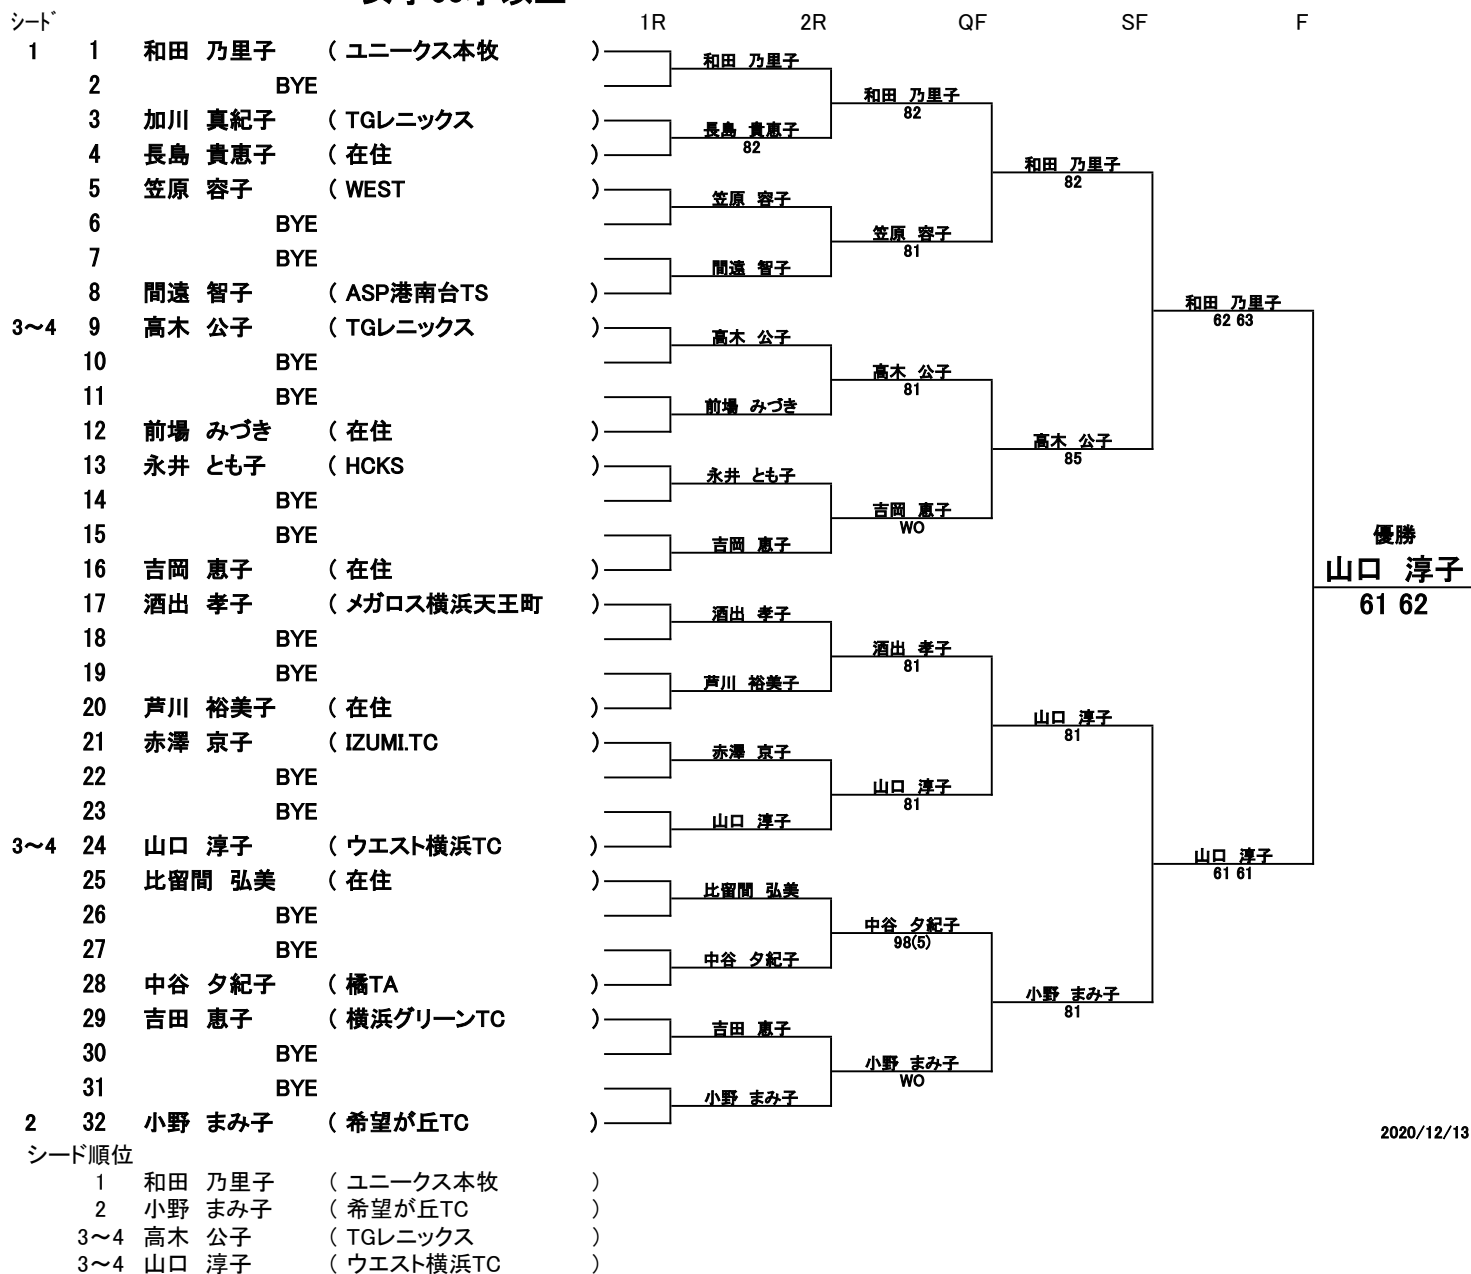 シード 1R 2R QF SF F
1 1 和田 乃里子 ( ユニークス本牧 )
2 BYE
3 加川 真紀子 ( TGレニックス )
4 長島 貴恵子 ( 在住 )
5 笠原 容子 ( WEST )
6 BYE
7 BYE
8 間遠 智子 ( ASP港南台TS )
3～4 9 高木 公子 ( TGレニックス )
10 BYE
11 BYE
12 前場 みづき ( 在住 )
13 永井 とも子 ( HCKS )
14 BYE
15 BYE
16 吉岡 恵子 ( 在住 )
17 酒出 孝子 ( メガロス横浜天王町 )
18 BYE
19 BYE
20 芦川 裕美子 ( 在住 )
21 赤澤 京子 ( IZUMI.TC )
22 BYE
23 BYE
3～4 24 山口 淳子 ( ウエスト横浜TC )
25 比留間 弘美 ( 在住 )
26 BYE
27 BYE
28 中谷 夕紀子 ( 橘TA )
29 吉田 恵子 ( 横浜グリーンTC )
30 BYE
31 BYE
2 32 小野 まみ子 ( 希望が丘TC )
和田 乃里子
長島 貴恵子
82
笠原 容子
間遠 智子
高木 公子
前場 みづき
永井 とも子
吉岡 恵子
酒出 孝子
芦川 裕美子
赤澤 京子
山口 淳子
比留間 弘美
中谷 夕紀子
吉田 恵子
小野 まみ子
和田 乃里子
82
笠原 容子
81
高木 公子
81
吉岡 恵子
WO
酒出 孝子
81
山口 淳子
81
中谷 夕紀子
98(5)
小野 まみ子
WO
和田 乃里子
82
高木 公子
85
山口 淳子
81
小野 まみ子
81
和田 乃里子
62 63
山口 淳子
61 61
優勝
山口 淳子
61 62
2020/12/13
シード順位
1 和田 乃里子 ( ユニークス本牧 )
2 小野 まみ子 ( 希望が丘TC )
3～4 高木 公子 ( TGレニックス )
3～4 山口 淳子 ( ウエスト横浜TC )